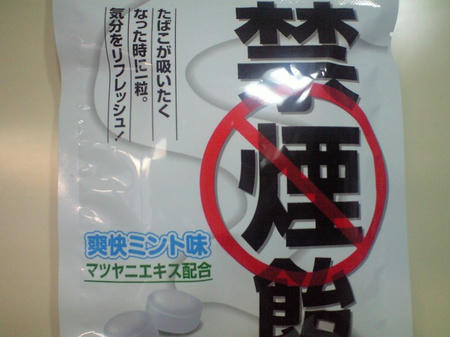 禁煙飴
たばこが吸いたく
なった時に一粒。
気分をリフレッシュ！
爽快ミント味
マツヤニエキス配合